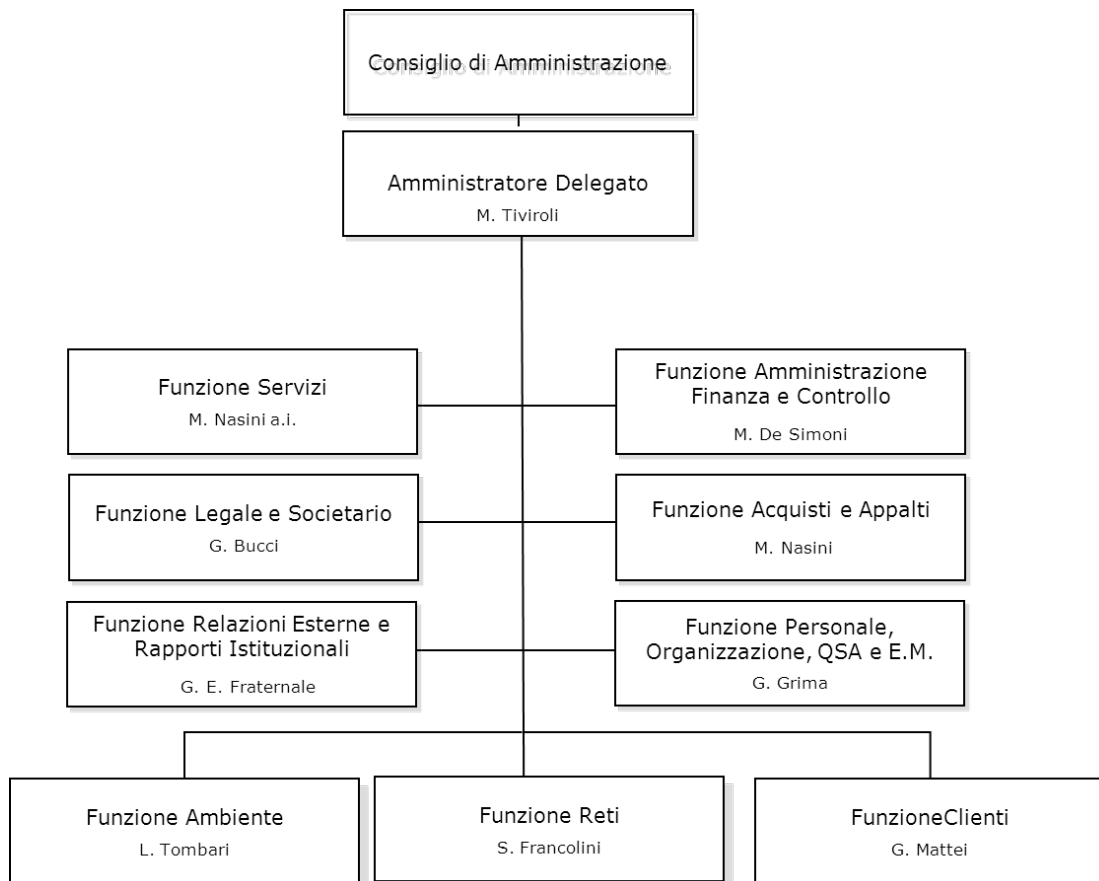 Consiglio di Amministrazione
Amministratore Delegato
M. Tiviroli
Funzione Servizi
M. Nasini a.i.
Funzione Amministrazione
Finanza e Controllo
M. De Simoni
Funzione Legale e Societario
G. Bucci
Funzione Acquisti e Appalti
M. Nasini
Funzione Relazioni Esterne e
Rapporti Istituzionali
G. E. Fraternale
Funzione Personale,
Organizzazione, QSA e E.M.
G. Grima
Funzione Ambiente
L. Tombari
Funzione Reti
S. Francolini
FunzioneClienti
G. Mattei